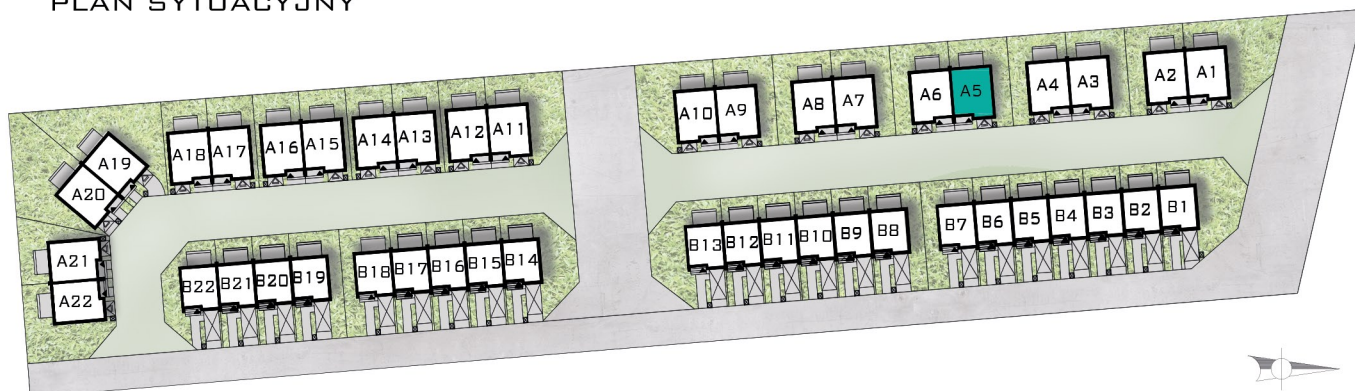 PLAN SYTUACYJNY
A10 A9 A8 A7 A6 A5 A4 A3 A2 A1
A18 A17 A16 A15 A14 A13 A12 A11
A19
A20
B13 B12 B11 B10 B9 B8 B7 B6 B5 B4 B3 B2 B1
A21
A22
B22 B21 B20 B19 B18 B17 B16 B15 B14